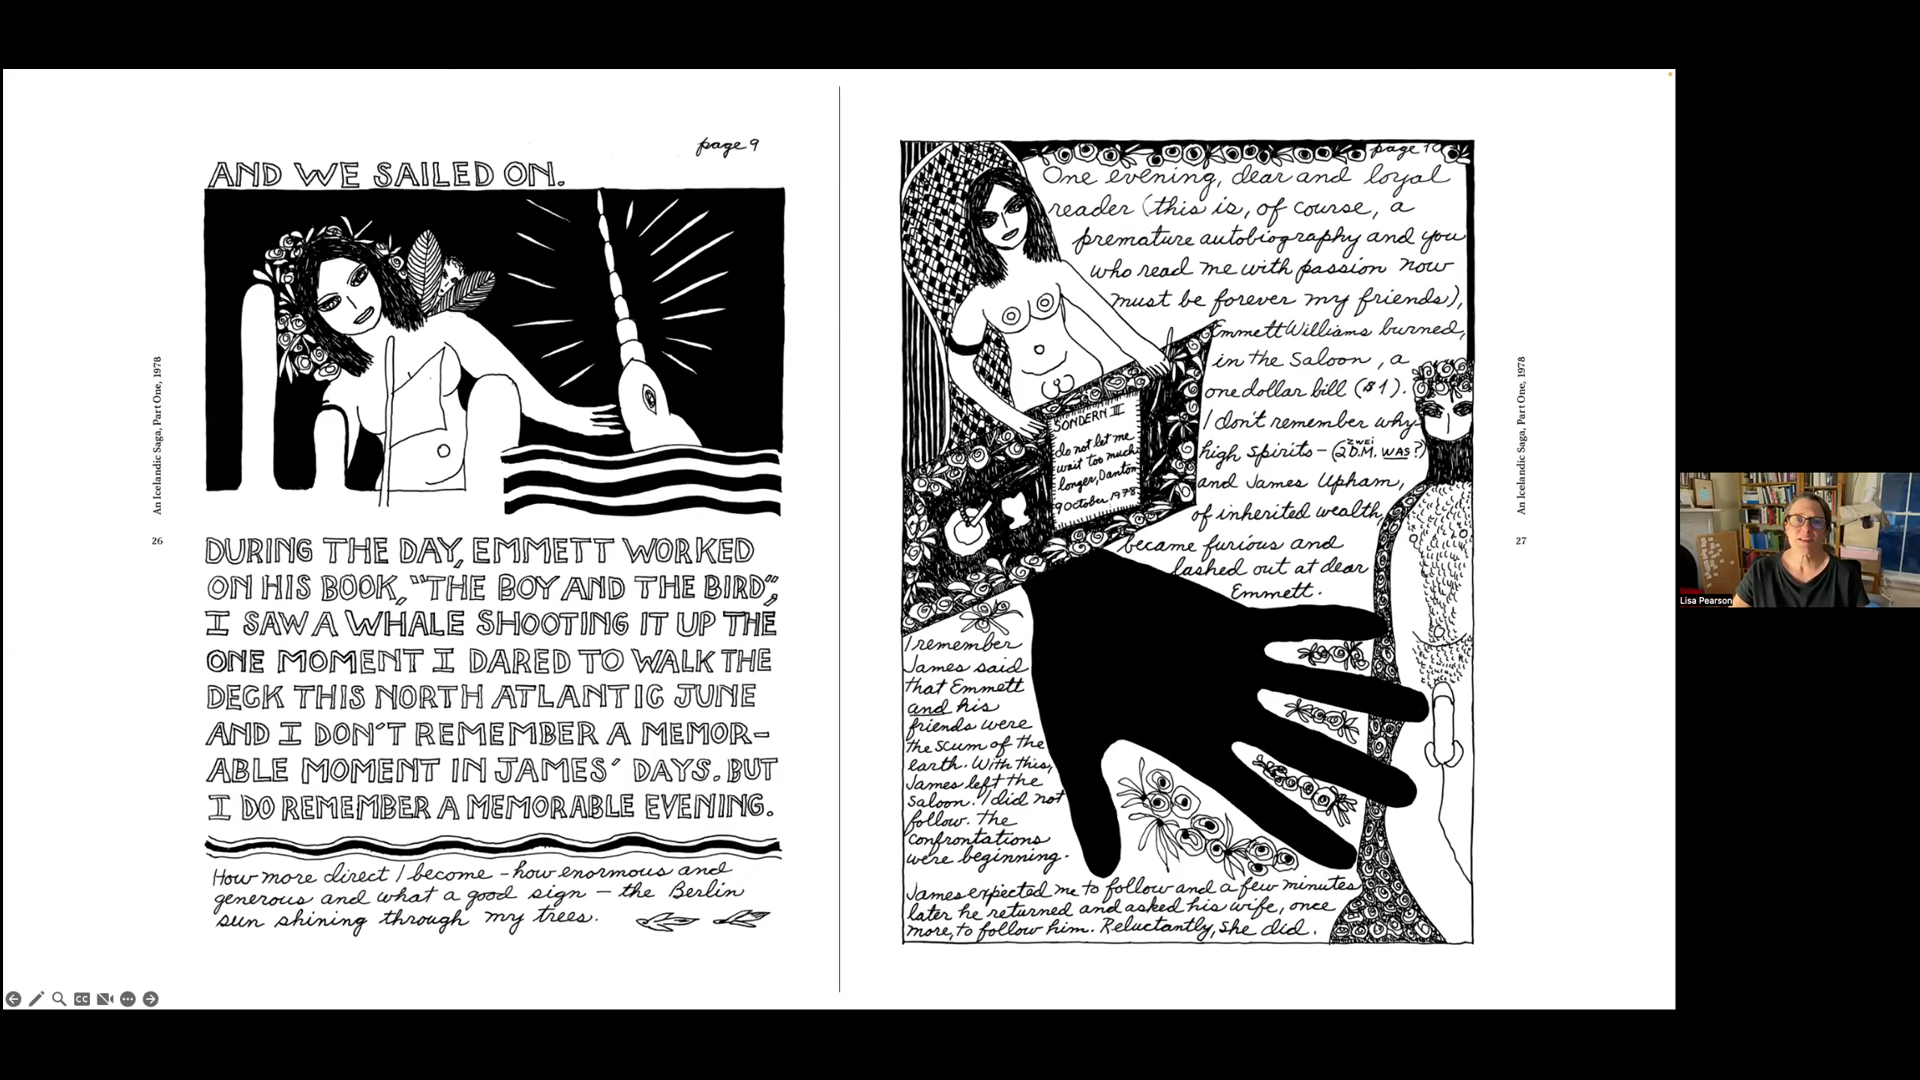 page 9
AND WE SAILED ON.
DURING THE DAY, EMMETT WORKED
ON HIS BOOK, "THE BOY AND THE BIRD",
I SAW A WHALE SHOOTING IT UP THE
ONE MOMENT I DARED TO WALK THE
DECK THIS NORTH ATLANTIC JUNE
AND I DON'T REMEMBER A MEMOR-
ABLE MOMENT IN JAMES' DAYS. BUT
I DO REMEMBER A MEMORABLE EVENING.
How more direct I become – how enormous and
generous and what a good sign – the Berlin
sun shining through my trees.
An Icelandic Saga, Part One, 1978
26
page 10
One evening, dear and loyal
reader (this is, of course, a
premature autobiography and you
who read me with passion now
must be forever my friends),
Emmett Williams burned,
in the Saloon, a
one dollar bill ($1).
I don't remember why
high spirits – (2 D.M. WAS?)
ZWEI
and James Upham,
of inherited wealth,
became furious and
lashed out at dear
Emmett.
SONDERN III
do not let me
wait too much
longer, Danton
9 October 1978
I remember
James said
that Emmett
and his
friends were
the scum of the
earth. With this,
James left the
Saloon. I did not
follow. The
confrontations
were beginning.
James expected me to follow and a few minutes
later he returned and asked his wife, once
more, to follow him. Reluctantly, she did.
An Icelandic Saga, Part One, 1978
27
CC
Lisa Pearson